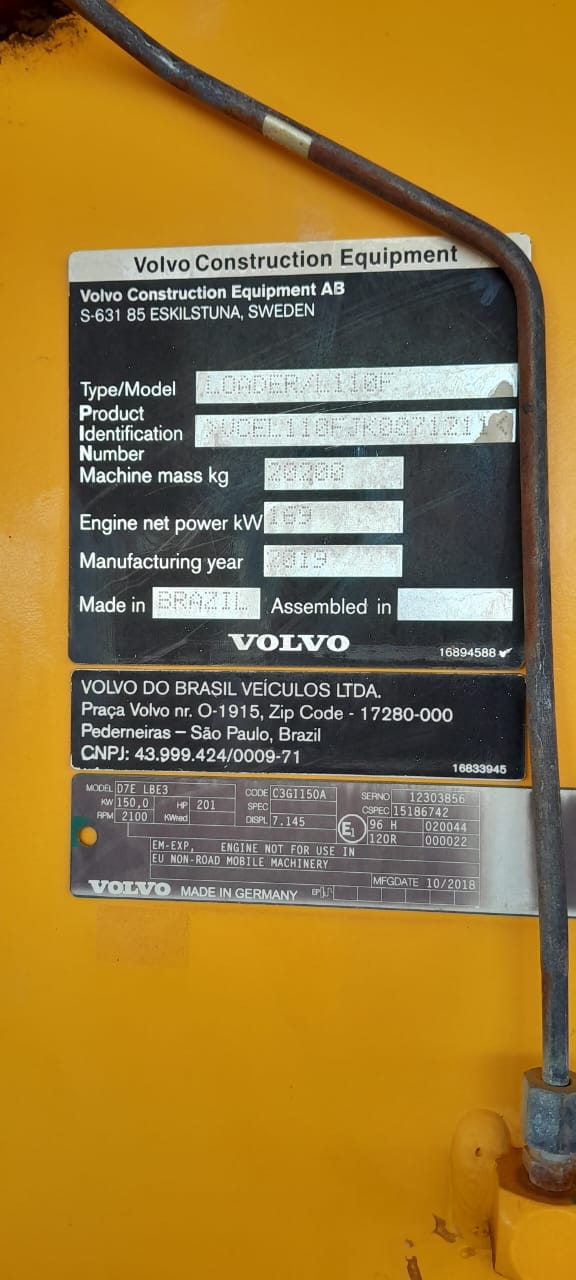 Volvo Construction Equipment
Volvo Construction Equipment AB
S-631 85 ESKILSTUNA, SWEDEN
Type/Model LOADER/L110F
Product
Identification
Number
Machine mass kg 20200
Engine net power kW 169
Manufacturing year 2019
Made in BRAZIL Assembled in
VOLVO
16894588
VOLVO DO BRASIL VEÍCULOS LTDA.
Praça Volvo nr. O-1915, Zip Code - 17280-000
Pederneiras – São Paulo, Brazil
CNPJ: 43.999.424/0009-71
16833945
MODEL D7E LBE3 CODE C3GI150A SERNO 12303856
KW 150,0 HP 201 SPEC CSPEC 15186742
RPM 2100 KWred DISPL 7.145 E1 96 H 020044
120R 000022
EM-EXP, ENGINE NOT FOR USE IN
EU NON-ROAD MOBILE MACHINERY
MFGDATE 10/2018
VOLVO MADE IN GERMANY EP